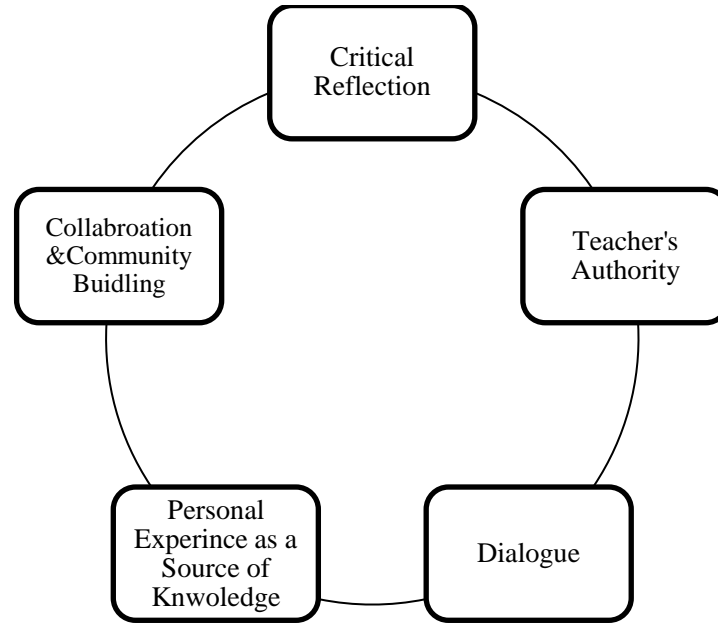 Critical
Reflection
Teacher's
Authority
Dialogue
Personal
Experince as a
Source of
Knwoledge
Collabroation
&Community
Buidling